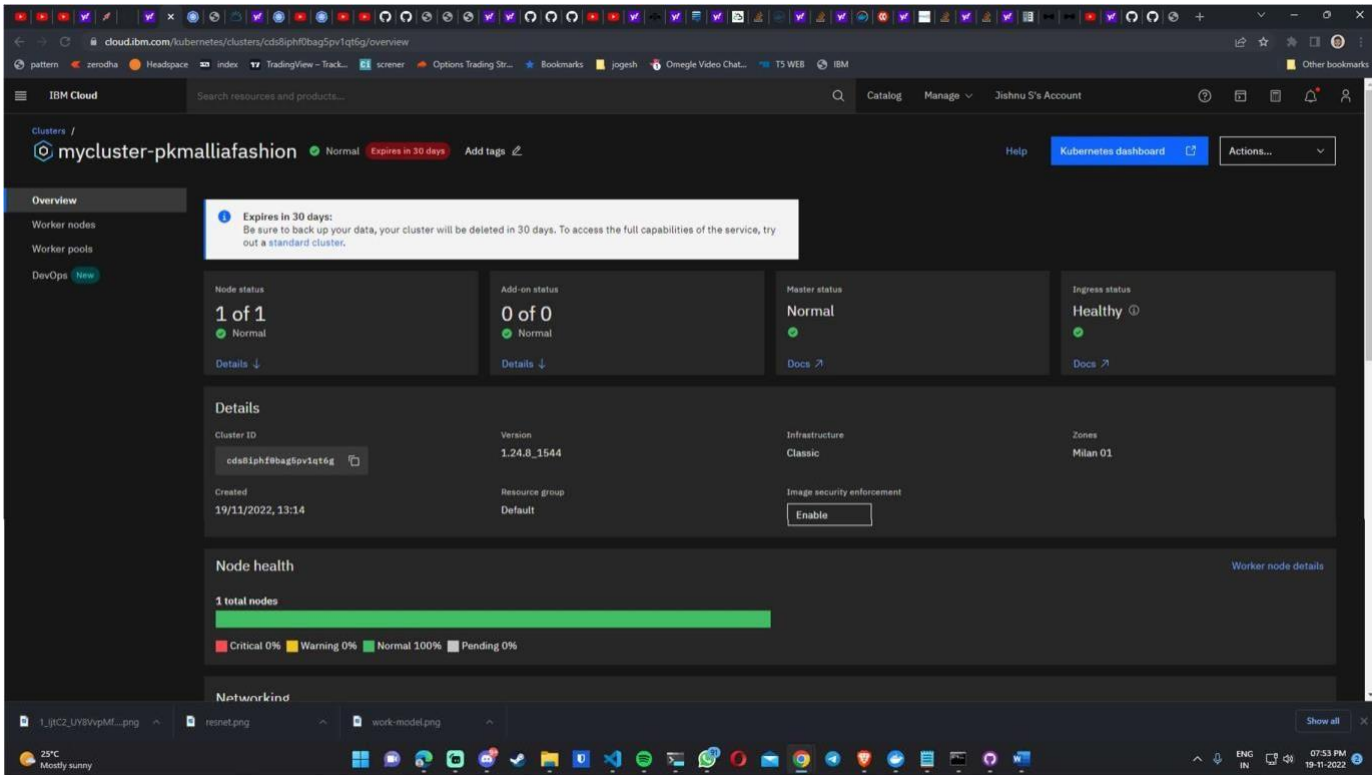 cloud.ibm.com/kubernetes/clusters/cds8iphf0bag5pv1qt6g/overview
pattern zerodha Headspace index TradingView – Track... screner Options Trading Str... Bookmarks jogesh Omegle Video Chat... T5 WEB IBM Other bookmarks
IBM Cloud Search resources and products... Catalog Manage Jishnu S's Account
Clusters /
mycluster-pkmalliafashion Normal Expires in 30 days Add tags Help Kubernetes dashboard Actions...
Overview
Worker nodes
Worker pools
DevOps New
Expires in 30 days:
Be sure to back up your data, your cluster will be deleted in 30 days. To access the full capabilities of the service, try
out a standard cluster.
Node status
1 of 1
Normal
Details
Add-on status
0 of 0
Normal
Details
Master status
Normal
Docs
Ingress status
Healthy
Docs
Details
Cluster ID
cds8iphf0bag5pv1qt6g
Version
1.24.8_1544
Infrastructure
Classic
Zones
Milan 01
Created
19/11/2022, 13:14
Resource group
Default
Image security enforcement
Enable
Node health
Worker node details
1 total nodes
Critical 0% Warning 0% Normal 100% Pending 0%
Networking
resnet.png work-model.png Show all
25°C
Mostly sunny
ENG
IN
07:53 PM
19-11-2022